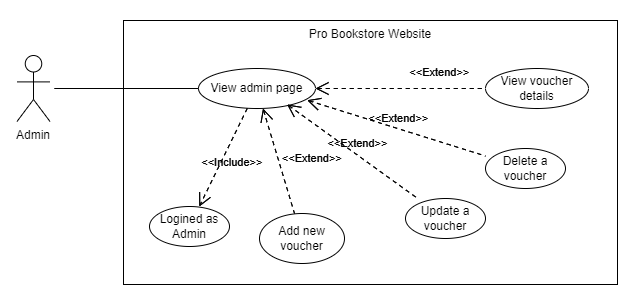 Pro Bookstore Website
Admin
View admin page
<<Extend>>
View voucher
details
<<Extend>>
Delete a
voucher
<<Extend>>
Update a
voucher
<<Extend>>
Add new
voucher
<<Include>>
Logined as
Admin